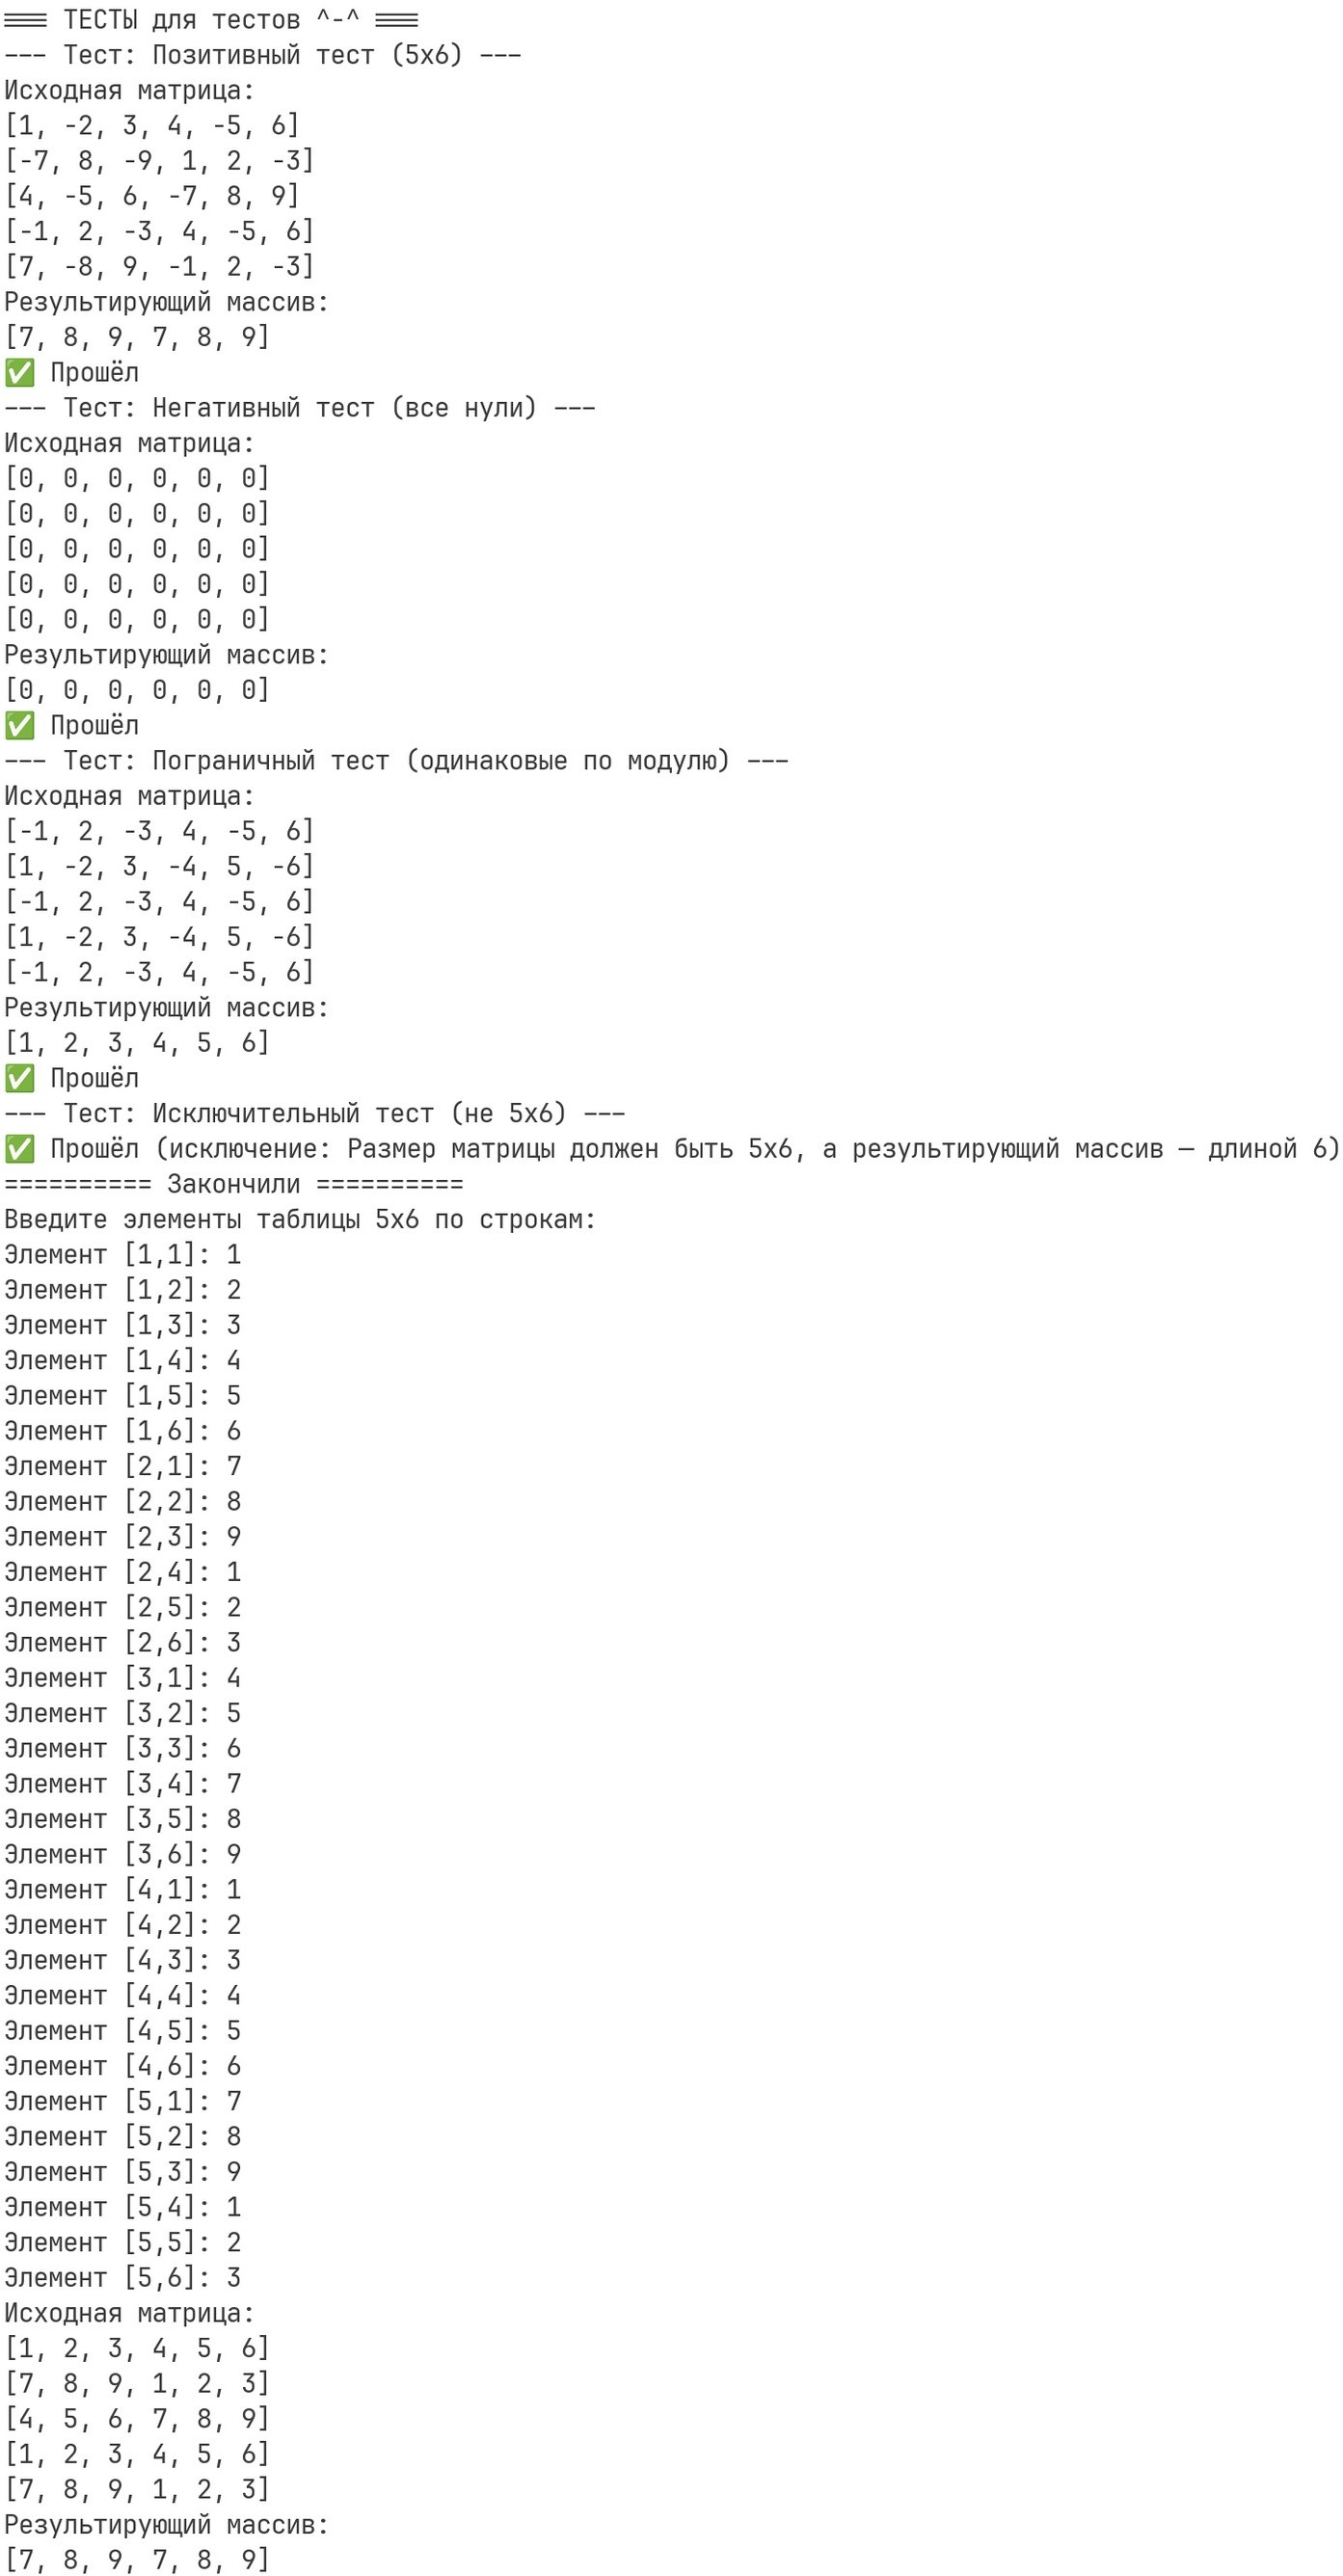 === ТЕСТЫ для тестов ^-^ ===
--- Тест: Позитивный тест (5x6) ---
Исходная матрица:
[1, -2, 3, 4, -5, 6]
[-7, 8, -9, 1, 2, -3]
[4, -5, 6, -7, 8, 9]
[-1, 2, -3, 4, -5, 6]
[7, -8, 9, -1, 2, -3]
Результирующий массив:
[7, 8, 9, 7, 8, 9]
✅ Прошёл
--- Тест: Негативный тест (все нули) ---
Исходная матрица:
[0, 0, 0, 0, 0, 0]
[0, 0, 0, 0, 0, 0]
[0, 0, 0, 0, 0, 0]
[0, 0, 0, 0, 0, 0]
[0, 0, 0, 0, 0, 0]
Результирующий массив:
[0, 0, 0, 0, 0, 0]
✅ Прошёл
--- Тест: Пограничный тест (одинаковые по модулю) ---
Исходная матрица:
[-1, 2, -3, 4, -5, 6]
[1, -2, 3, -4, 5, -6]
[-1, 2, -3, 4, -5, 6]
[1, -2, 3, -4, 5, -6]
[-1, 2, -3, 4, -5, 6]
Результирующий массив:
[1, 2, 3, 4, 5, 6]
✅ Прошёл
--- Тест: Исключительный тест (не 5x6) ---
✅ Прошёл (исключение: Размер матрицы должен быть 5x6, а результирующий массив — длиной 6)
========== Закончили ==========
Введите элементы таблицы 5x6 по строкам:
Элемент [1,1]: 1
Элемент [1,2]: 2
Элемент [1,3]: 3
Элемент [1,4]: 4
Элемент [1,5]: 5
Элемент [1,6]: 6
Элемент [2,1]: 7
Элемент [2,2]: 8
Элемент [2,3]: 9
Элемент [2,4]: 1
Элемент [2,5]: 2
Элемент [2,6]: 3
Элемент [3,1]: 4
Элемент [3,2]: 5
Элемент [3,3]: 6
Элемент [3,4]: 7
Элемент [3,5]: 8
Элемент [3,6]: 9
Элемент [4,1]: 1
Элемент [4,2]: 2
Элемент [4,3]: 3
Элемент [4,4]: 4
Элемент [4,5]: 5
Элемент [4,6]: 6
Элемент [5,1]: 7
Элемент [5,2]: 8
Элемент [5,3]: 9
Элемент [5,4]: 1
Элемент [5,5]: 2
Элемент [5,6]: 3
Исходная матрица:
[1, 2, 3, 4, 5, 6]
[7, 8, 9, 1, 2, 3]
[4, 5, 6, 7, 8, 9]
[1, 2, 3, 4, 5, 6]
[7, 8, 9, 1, 2, 3]
Результирующий массив:
[7, 8, 9, 7, 8, 9]